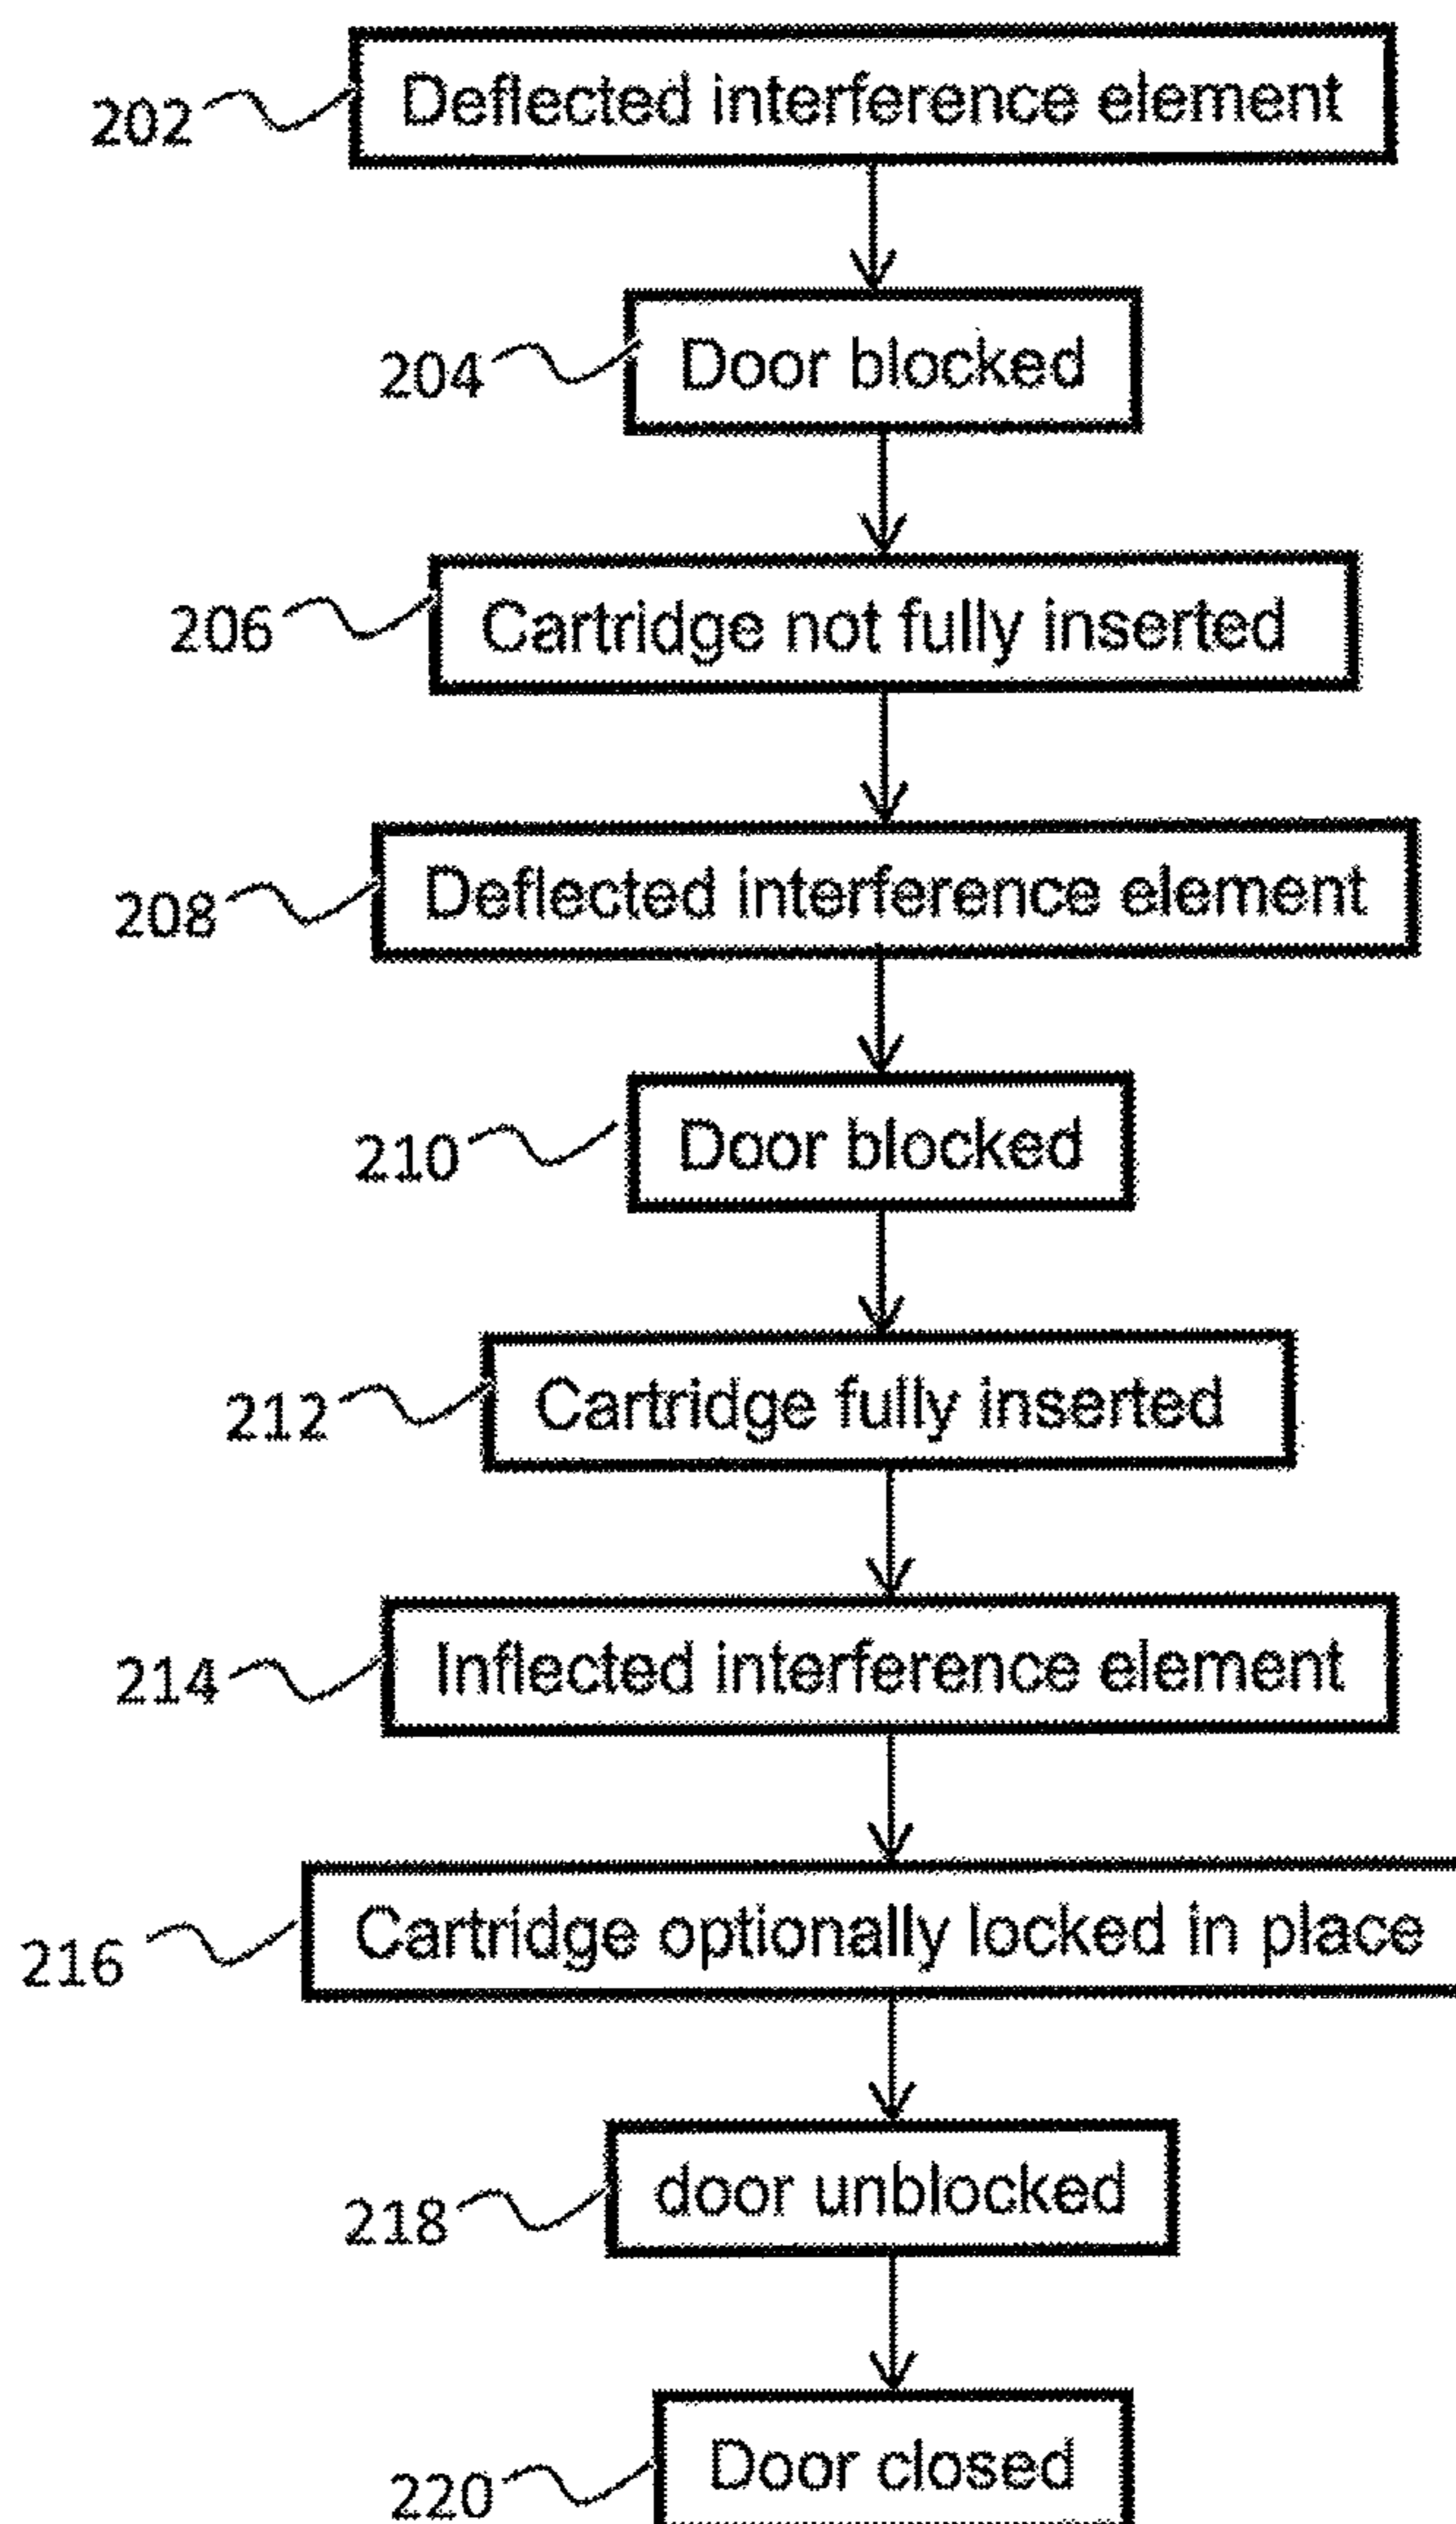 202 Deflected interference element
204 Door blocked
206 Cartridge not fully inserted
208 Deflected interference element
210 Door blocked
212 Cartridge fully inserted
214 Inflected interference element
216 Cartridge optionally locked in place
218 door unblocked
220 Door closed